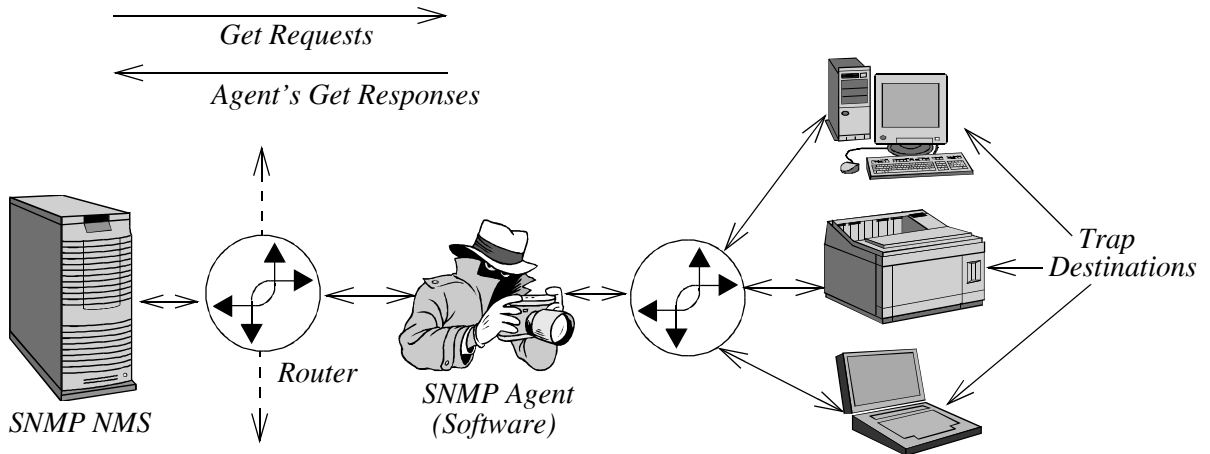 Get Requests
Agent's Get Responses
Trap
Destinations
Router
SNMP Agent
(Software)
SNMP NMS